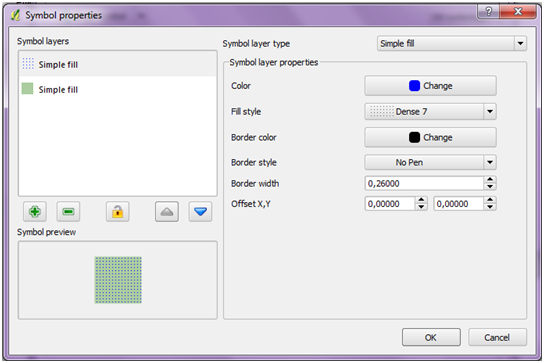 Symbol properties
Symbol layers
Simple fill
Simple fill
Symbol preview
Symbol layer type
Simple fill
Symbol layer properties
Color
Change
Fill style
Dense 7
Border color
Change
Border style
No Pen
Border width
0,26000
Offset X,Y
0,00000
0,00000
OK
Cancel